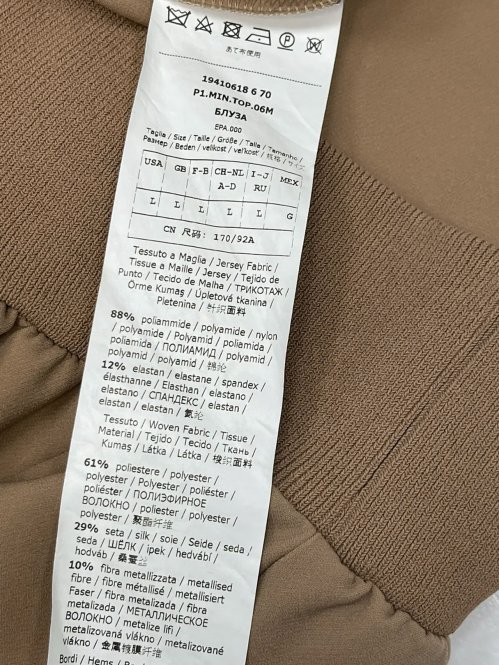 あて布使用
19410618 6 70
P1.MIN.TOP.06M
БЛУЗА
EPA.000
Taglia / Size / Taille / Größe / Talla / Tamanho /
Размер / Beden / velikost / veľkosť / 规格 / サイズ
USA GB F-B CH-NL I-J MEX
A-D RU
L L L L L G
CN 尺码: 170/92A
Tessuto a Maglia / Jersey Fabric /
Tissue a Maille / Jersey / Tejido de
Punto / Tecido de Malha / ТРИКОТАЖ /
Örme Kumaş / Úpletová tkanina /
Pletenina / 针织面料
88% poliammide / polyamide / nylon
/ polyamide / Polyamid / poliamida /
poliamida / ПОЛИАМИД / polyamid /
polyamid / polyamid / 锦纶
12% elastan / elastane / spandex /
élasthanne / Elasthan / elastano /
elastano / СПАНДЕКС / elastan /
elastan / elastan / 氨纶
Tessuto / Woven Fabric / Tissue /
Material / Tejido / Tecido / Ткань /
Kumaş / Látka / Látka / 梭织面料
61% poliestere / polyester /
polyester / Polyester / poliéster /
poliéster / ПОЛИЭФИРНОЕ
ВОЛОКНО / poliester / polyester /
polyester / 聚酯纤维
29% seta / silk / soie / Seide / seda /
seda / ШЁЛК / ipek / hedvábí /
hodváb / 桑蚕丝
10% fibra metallizzata / metallised
fibre / fibre métallisé / metallisiert
Faser / fibra metalizada / fibra
metalizada / МЕТАЛЛИЧЕСКОЕ
ВОЛОКНО / metalize lifi /
metalizovaná vlákno / metalizované
vlákno / 金属镀膜纤维
Bordi / Hems / Bord